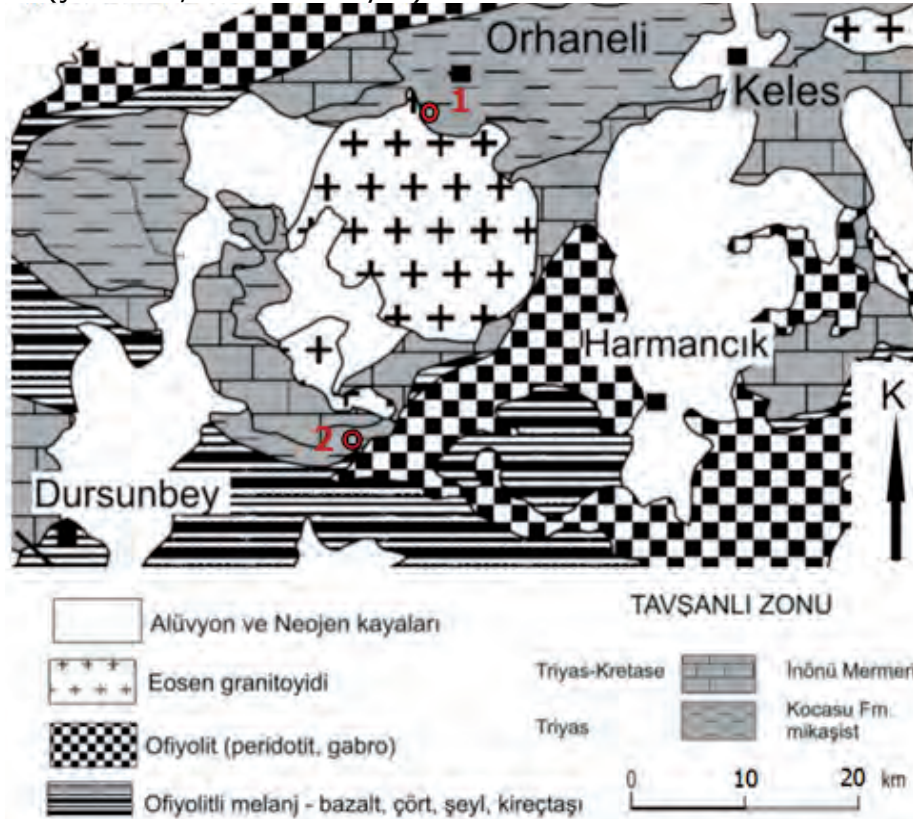 Orhaneli
1
Keles
Harmancık
K
2
Dursunbey
TAVŞANLI ZONU
Alüvyon ve Neojen kayaları
Eosen granitoyidi
Ofiyolit (peridotit, gabro)
Ofiyolitli melanj - bazalt, çört, şeyl, kireçtaşı
Triyas-Kretase
İnönü Mermeri
Triyas
Kocasu Fm.
mikaşist
0 10 20 km